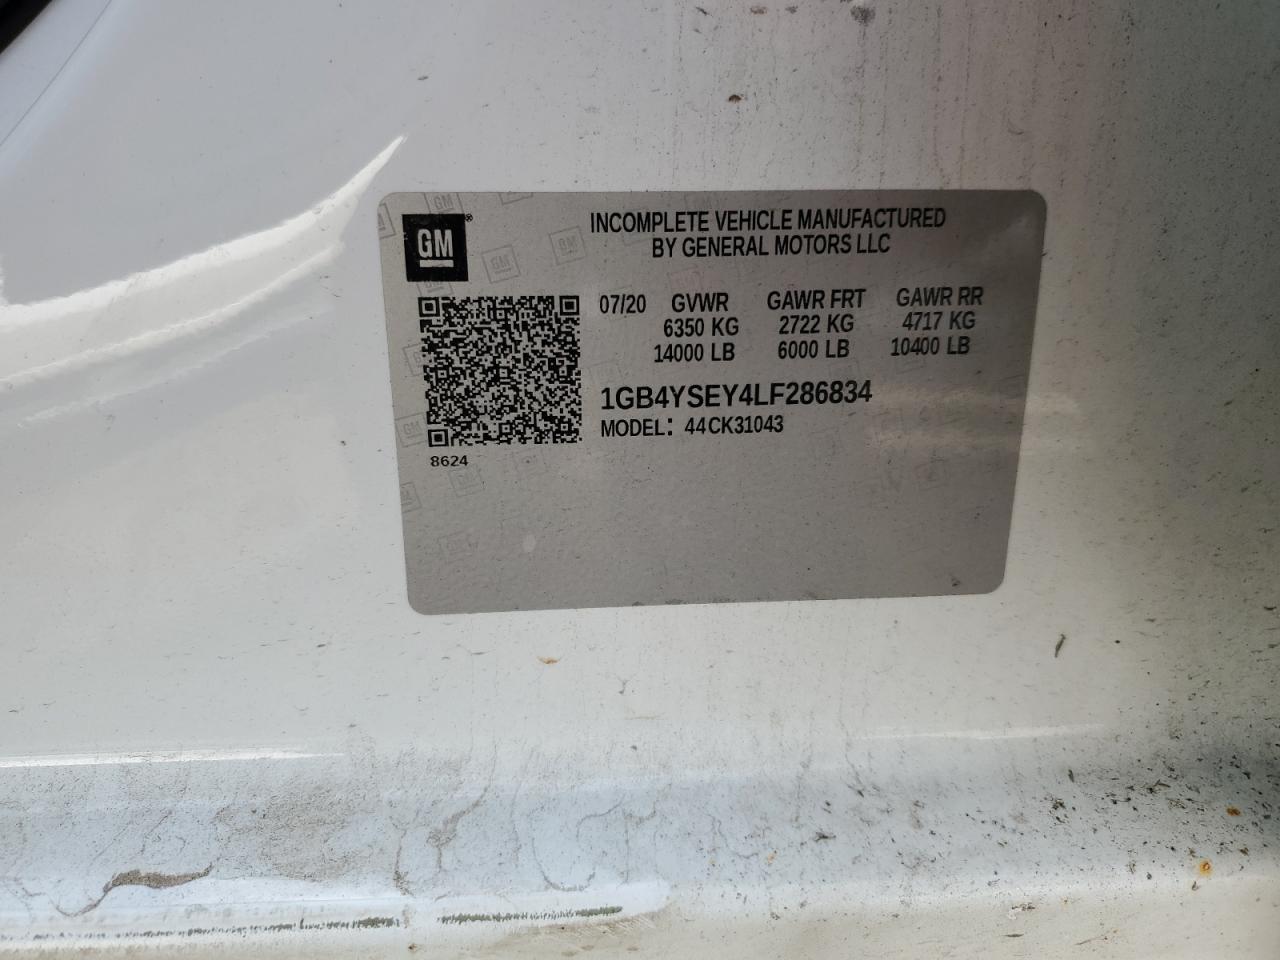 GM®
INCOMPLETE VEHICLE MANUFACTURED
BY GENERAL MOTORS LLC
07/20 GVWR GAWR FRT GAWR RR
6350 KG 2722 KG 4717 KG
14000 LB 6000 LB 10400 LB
1GB4YSEY4LF286834
MODEL: 44CK31043
8624